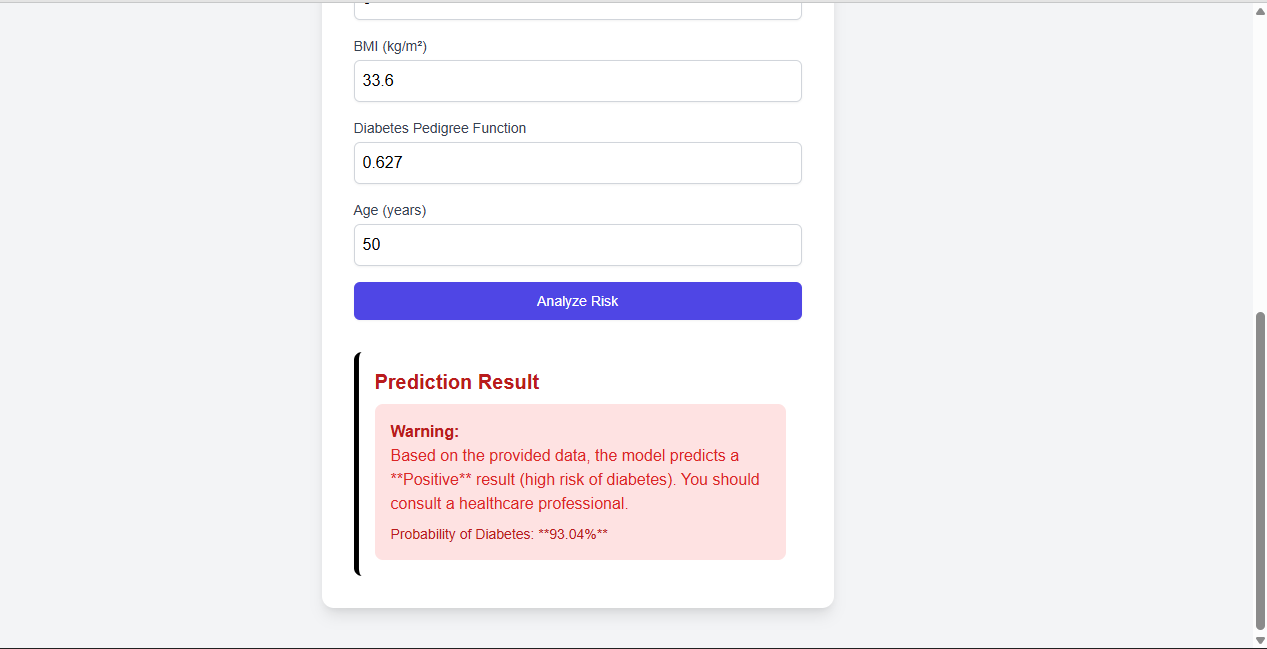 BMI (kg/m²)
33.6
Diabetes Pedigree Function
0.627
Age (years)
50
Analyze Risk
Prediction Result
Warning:
Based on the provided data, the model predicts a
**Positive** result (high risk of diabetes). You should
consult a healthcare professional.
Probability of Diabetes: **93.04%**